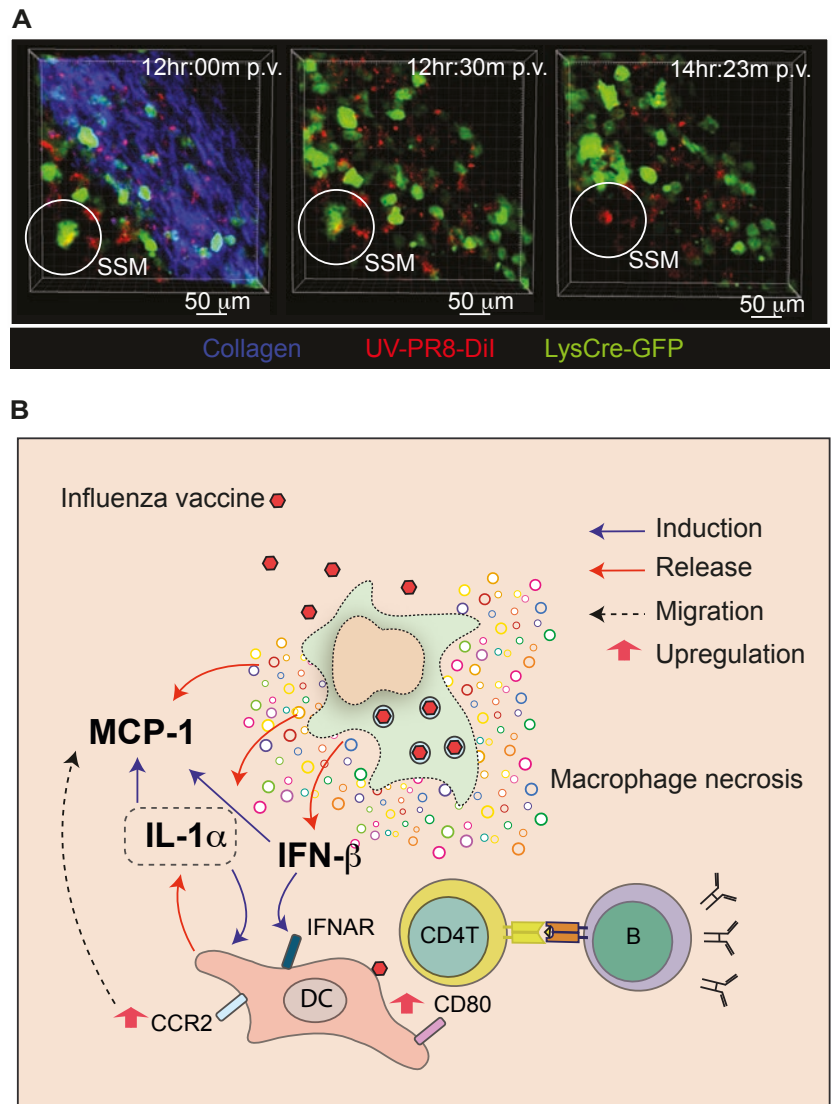 A
12hr:00m p.v.
12hr:30m p.v.
14hr:23m p.v.
SSM
SSM
SSM
50 μm
50 μm
50 μm
Collagen UV-PR8-DiI LysCre-GFP
B
Influenza vaccine
Induction
Release
Migration
Upregulation
MCP-1
Macrophage necrosis
IL-1α
IFN-β
IFNAR
CD4T
B
DC
CD80
CCR2